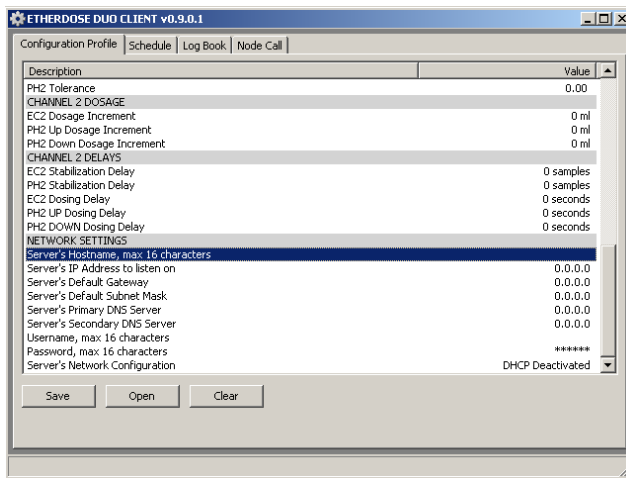 ETHERDOSE DUO CLIENT v0.9.0.1
Configuration Profile Schedule Log Book Node Call
Description Value
PH2 Tolerance 0.00
CHANNEL 2 DOSAGE
EC2 Dosage Increment 0 ml
PH2 Up Dosage Increment 0 ml
PH2 Down Dosage Increment 0 ml
CHANNEL 2 DELAYS
EC2 Stabilization Delay 0 samples
PH2 Stabilization Delay 0 samples
EC2 Dosing Delay 0 seconds
PH2 UP Dosing Delay 0 seconds
PH2 DOWN Dosing Delay 0 seconds
NETWORK SETTINGS
Server's Hostname, max 16 characters
Server's IP Address to listen on 0.0.0.0
Server's Default Gateway 0.0.0.0
Server's Default Subnet Mask 0.0.0.0
Server's Primary DNS Server 0.0.0.0
Server's Secondary DNS Server 0.0.0.0
Username, max 16 characters
Password, max 16 characters ******
Server's Network Configuration DHCP Deactivated
Save Open Clear